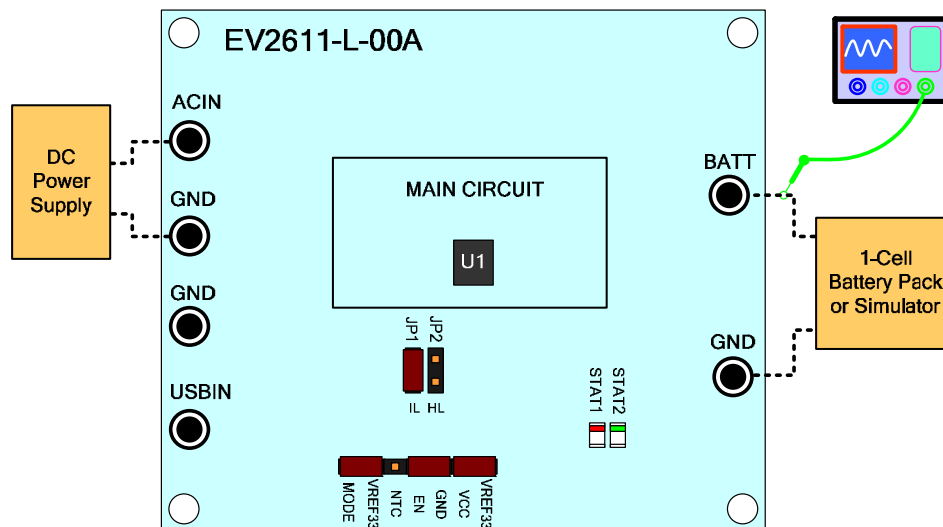 EV2611-L-00A
ACIN
DC
Power
Supply
GND
GND
USBIN
MAIN CIRCUIT
U1
BATT
1-Cell
Battery Pack
or Simulator
GND
JP1
JP2
IL
HL
STAT1
STAT2
MODE
VREF33
NTC
EN
GND
VCC
VREF33